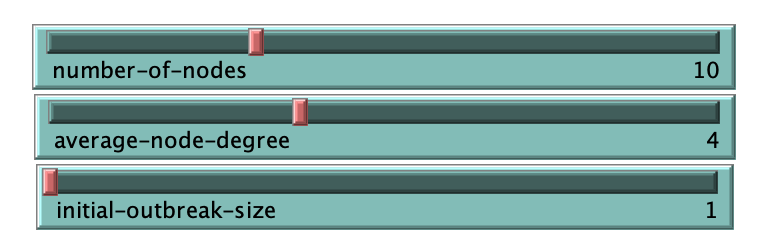 number-of-nodes 10
average-node-degree 4
initial-outbreak-size 1